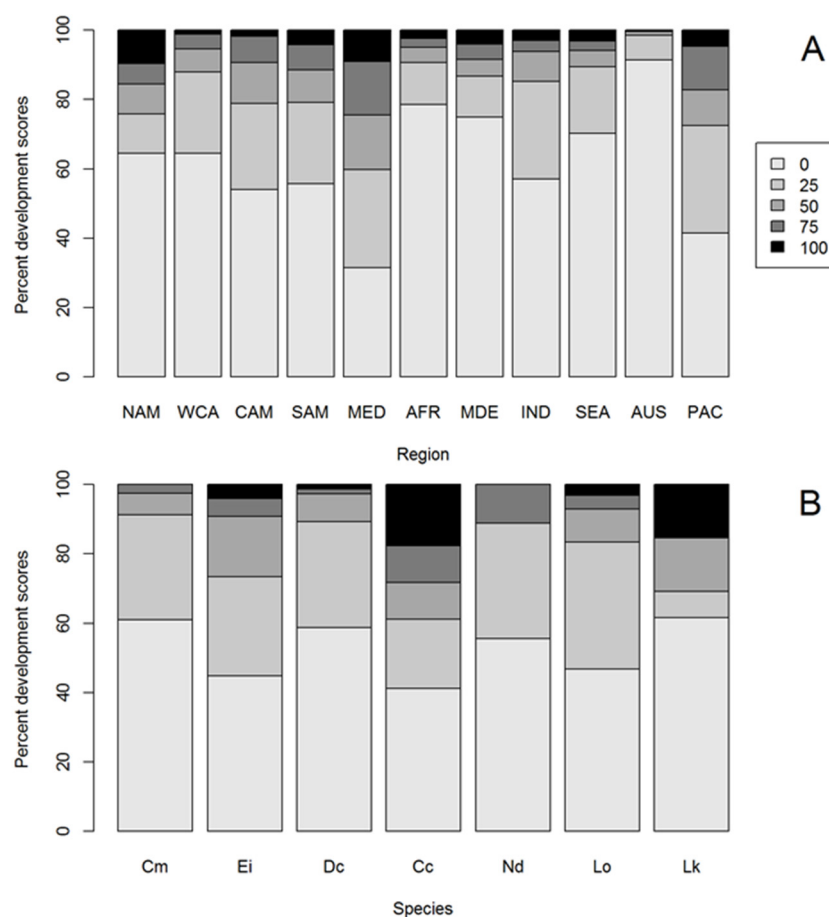 A
Percent development scores
100
80
60
40
20
0
0
25
50
75
100
NAM WCA CAM SAM MED AFR MDE IND SEA AUS PAC
Region
B
Percent development scores
100
80
60
40
20
0
Cm Ei Dc Cc Nd Lo Lk
Species